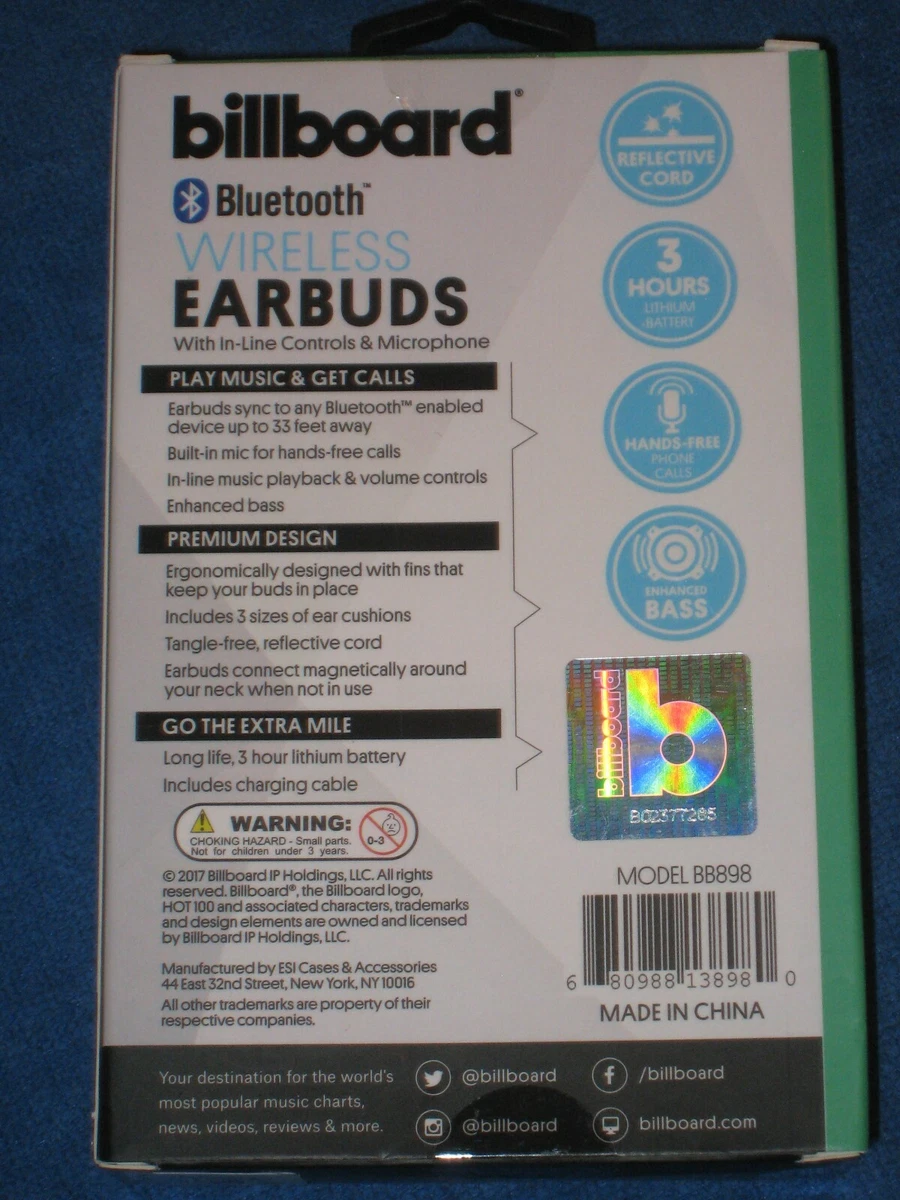 billboard®
Bluetooth™
WIRELESS
EARBUDS
With In-Line Controls & Microphone
PLAY MUSIC & GET CALLS
Earbuds sync to any Bluetooth™ enabled
device up to 33 feet away
Built-in mic for hands-free calls
In-line music playback & volume controls
Enhanced bass
PREMIUM DESIGN
Ergonomically designed with fins that
keep your buds in place
Includes 3 sizes of ear cushions
Tangle-free, reflective cord
Earbuds connect magnetically around
your neck when not in use
GO THE EXTRA MILE
Long life, 3 hour lithium battery
Includes charging cable
WARNING:
CHOKING HAZARD - Small parts.
Not for children under 3 years.
0-3
© 2017 Billboard IP Holdings, LLC. All rights
reserved. Billboard®, the Billboard logo,
HOT 100 and associated characters, trademarks
and design elements are owned and licensed
by Billboard IP Holdings, LLC.
Manufactured by ESI Cases & Accessories
44 East 32nd Street, New York, NY 10016
All other trademarks are property of their
respective companies.
REFLECTIVE
CORD
3
HOURS
LITHIUM
BATTERY
HANDS-FREE
PHONE
CALLS
ENHANCED
BASS
billboard
b
B02377285
MODEL BB898
6 80988 13898 0
MADE IN CHINA
Your destination for the world's
most popular music charts,
news, videos, reviews & more.
@billboard
/billboard
@billboard
billboard.com